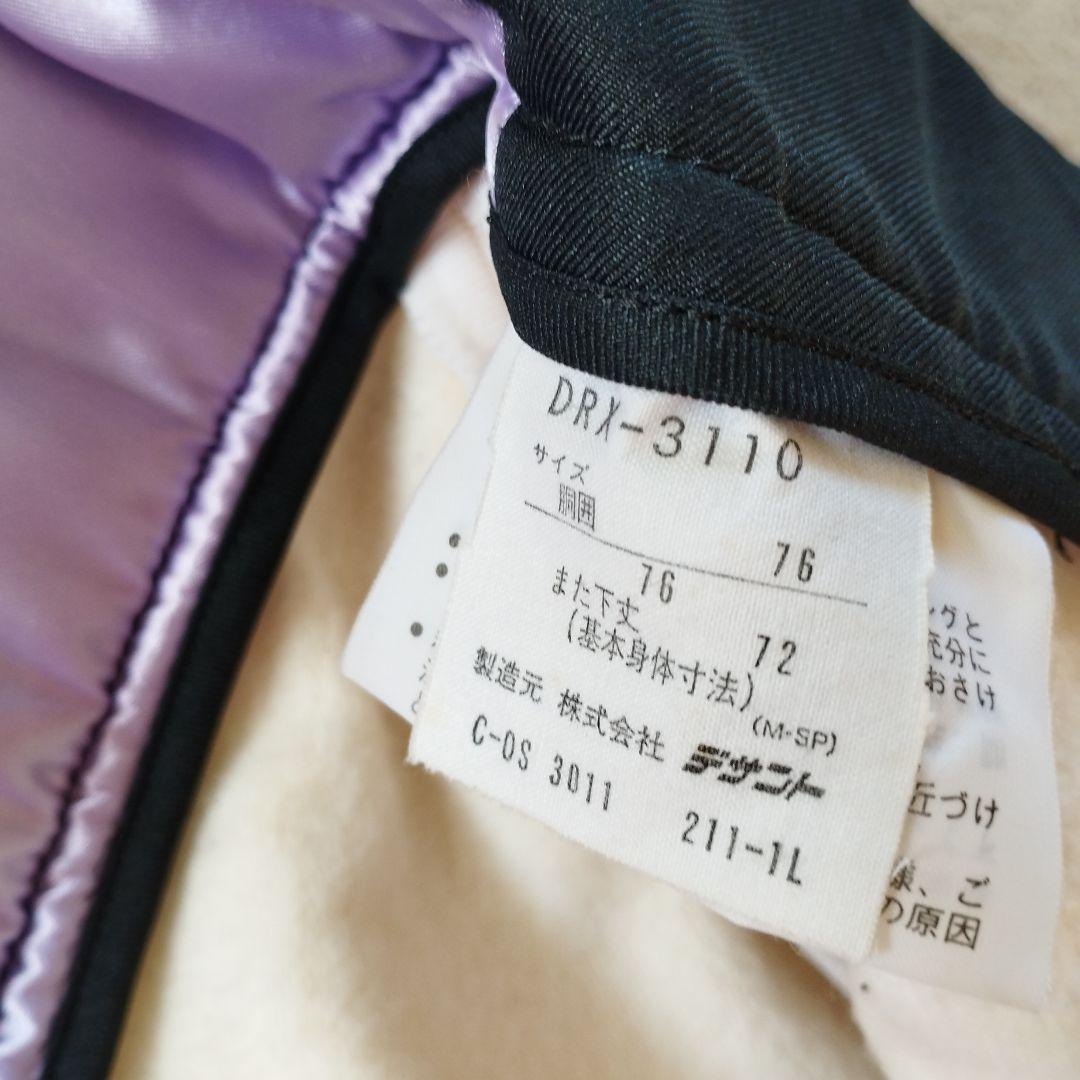 DRX-3110
サイズ
胴囲 76
76
また下丈 72
(基本身体寸法)
(M-SP)
製造元 株式会社 デサント
C-OS 3011 211-1L
ングと
充分に
おさけ
近づけ
様、ご
の原因